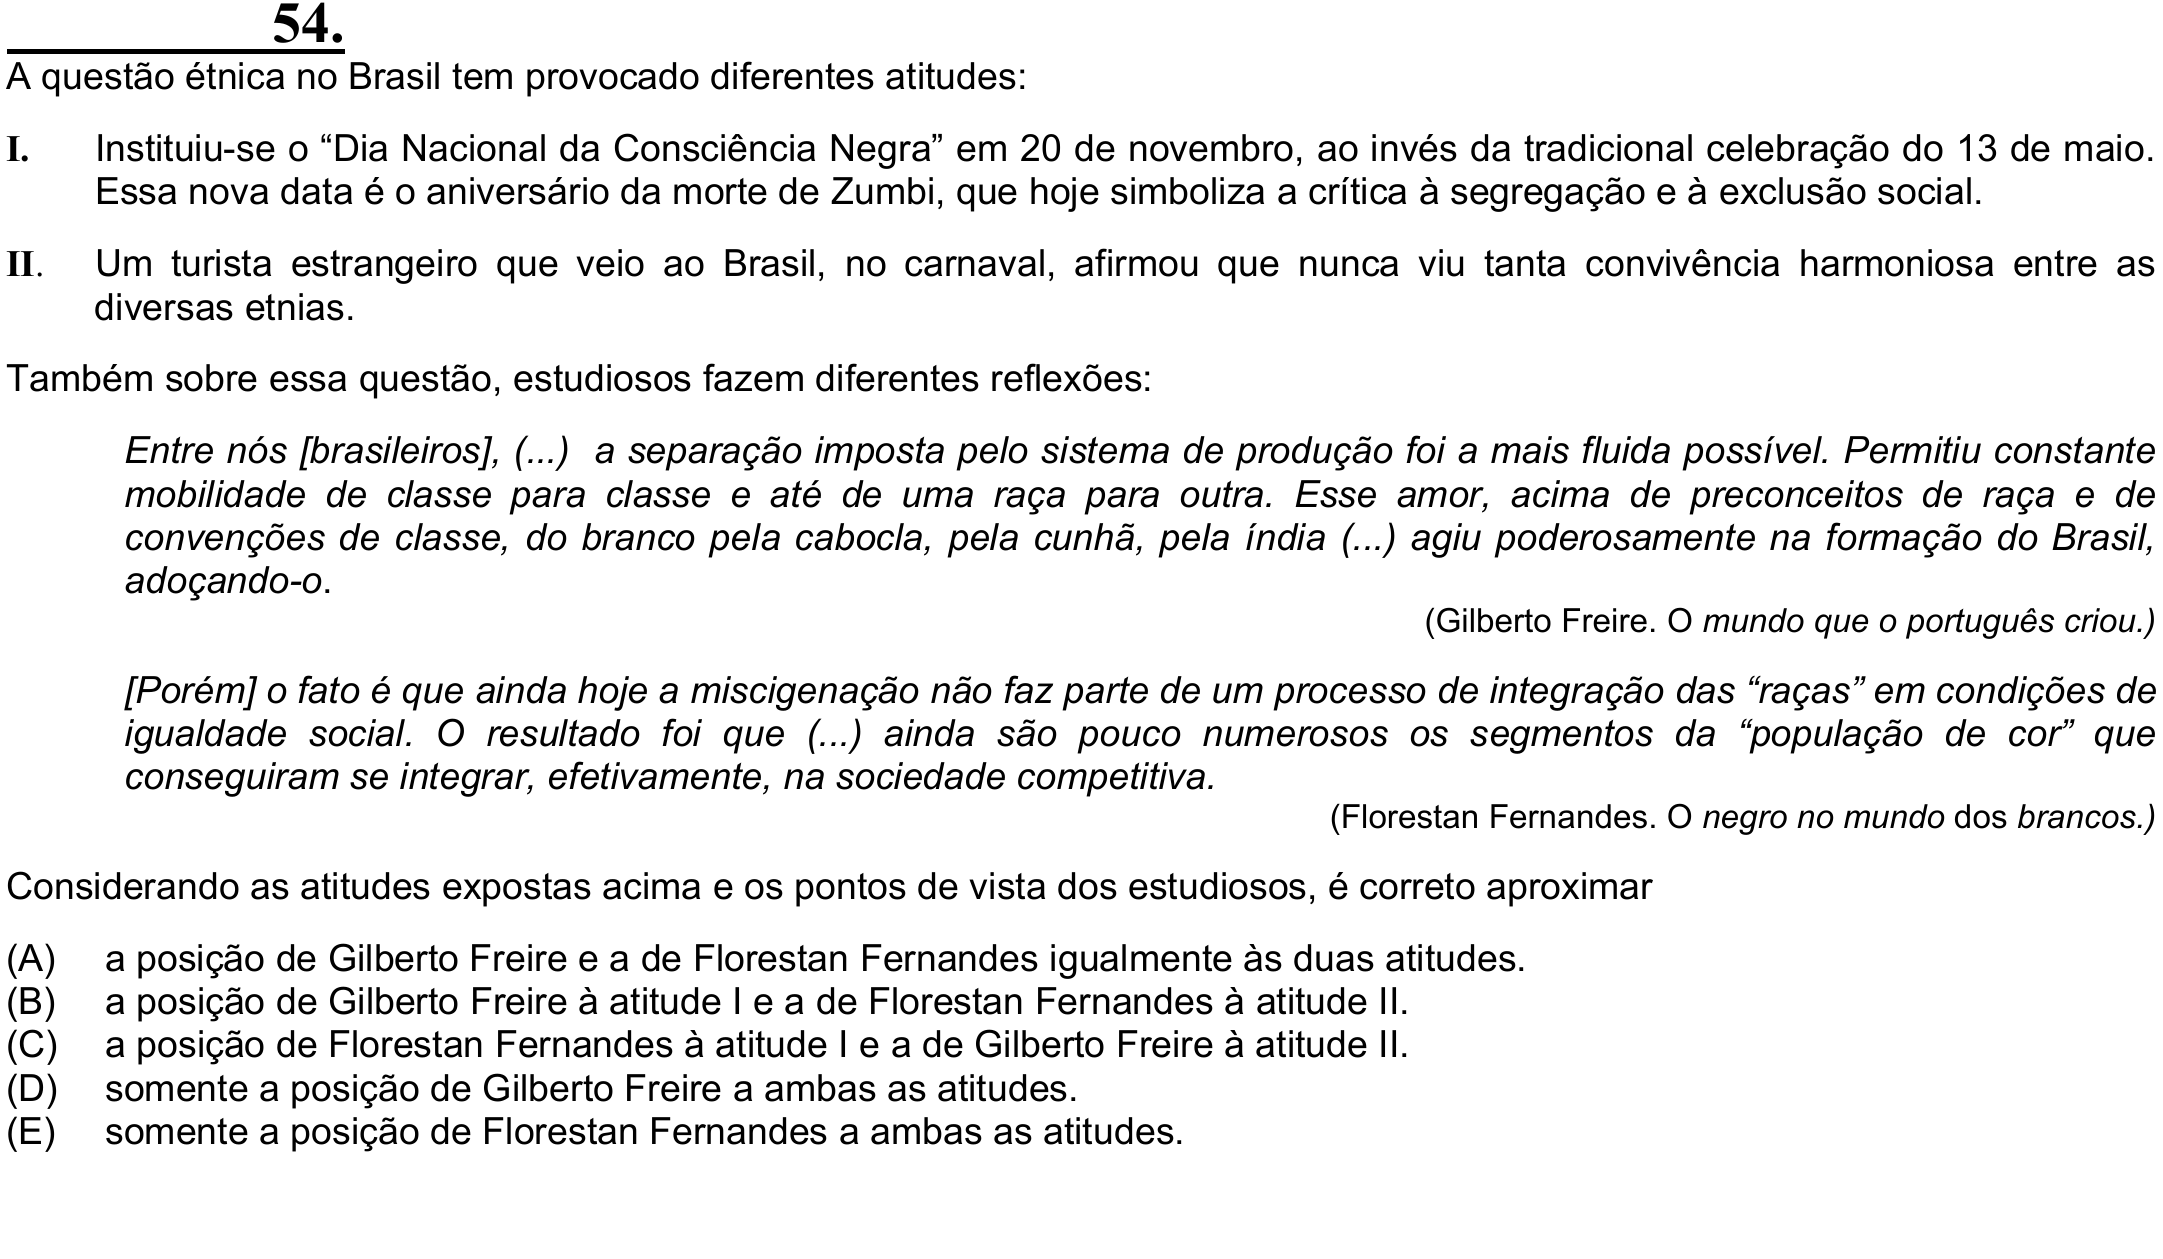 54.
A questão étnica no Brasil tem provocado diferentes atitudes:
I. Instituiu-se o “Dia Nacional da Consciência Negra” em 20 de novembro, ao invés da tradicional celebração do 13 de maio.
Essa nova data é o aniversário da morte de Zumbi, que hoje simboliza a crítica à segregação e à exclusão social.
II. Um turista estrangeiro que veio ao Brasil, no carnaval, afirmou que nunca viu tanta convivência harmoniosa entre as
diversas etnias.
Também sobre essa questão, estudiosos fazem diferentes reflexões:
Entre nós [brasileiros], (...) a separação imposta pelo sistema de produção foi a mais fluida possível. Permitiu constante
mobilidade de classe para classe e até de uma raça para outra. Esse amor, acima de preconceitos de raça e de
convenções de classe, do branco pela cabocla, pela cunhã, pela índia (...) agiu poderosamente na formação do Brasil,
adoçando-o.
(Gilberto Freire. O mundo que o português criou.)
[Porém] o fato é que ainda hoje a miscigenação não faz parte de um processo de integração das “raças” em condições de
igualdade social. O resultado foi que (...) ainda são pouco numerosos os segmentos da “população de cor” que
conseguiram se integrar, efetivamente, na sociedade competitiva.
(Florestan Fernandes. O negro no mundo dos brancos.)
Considerando as atitudes expostas acima e os pontos de vista dos estudiosos, é correto aproximar
(A) a posição de Gilberto Freire e a de Florestan Fernandes igualmente às duas atitudes.
(B) a posição de Gilberto Freire à atitude I e a de Florestan Fernandes à atitude II.
(C) a posição de Florestan Fernandes à atitude I e a de Gilberto Freire à atitude II.
(D) somente a posição de Gilberto Freire a ambas as atitudes.
(E) somente a posição de Florestan Fernandes a ambas as atitudes.